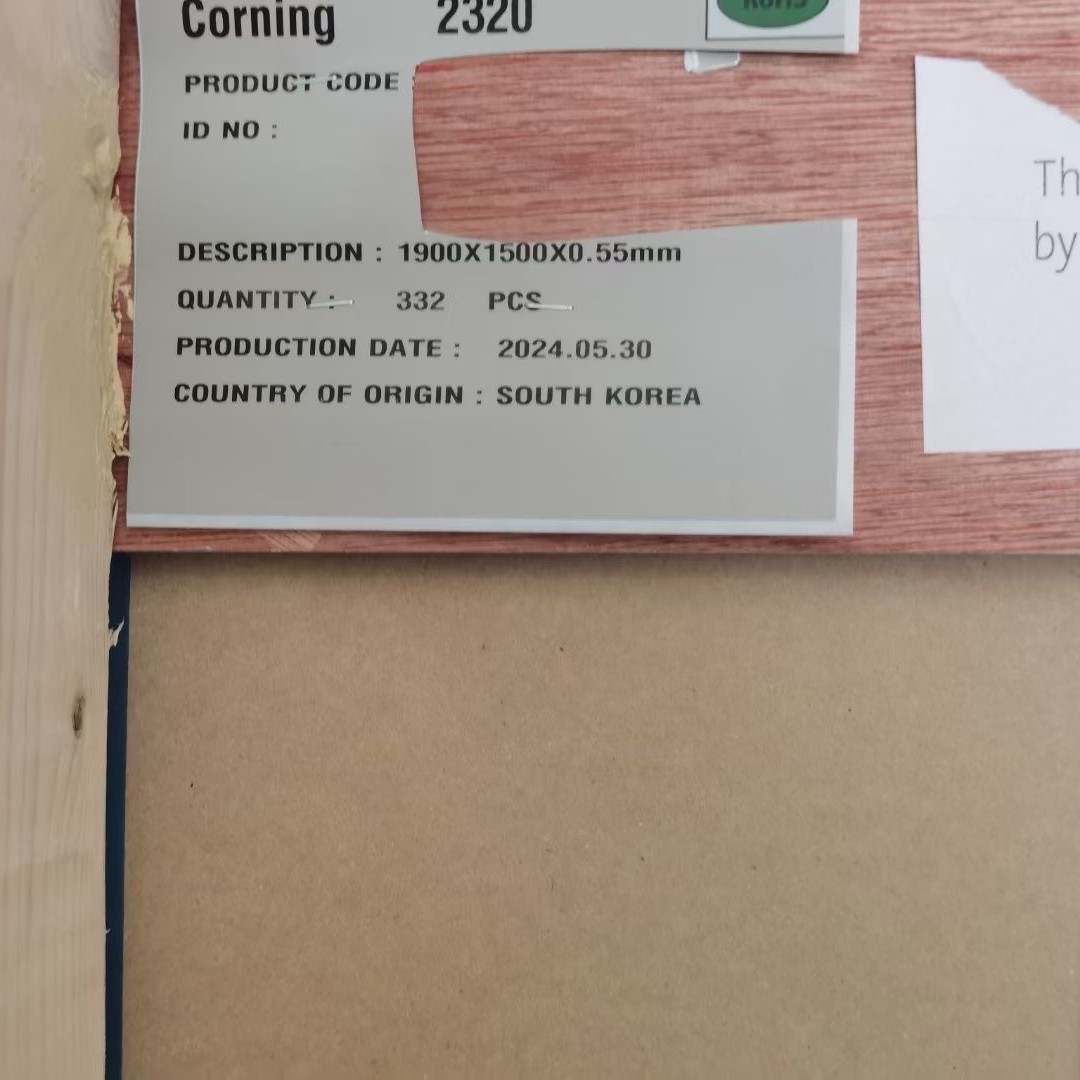 Corning 2320
RoHS
PRODUCT CODE :
ID NO :
DESCRIPTION : 1900X1500X0.55mm
QUANTITY : 332 PCS
PRODUCTION DATE : 2024.05.30
COUNTRY OF ORIGIN : SOUTH KOREA
Th
by